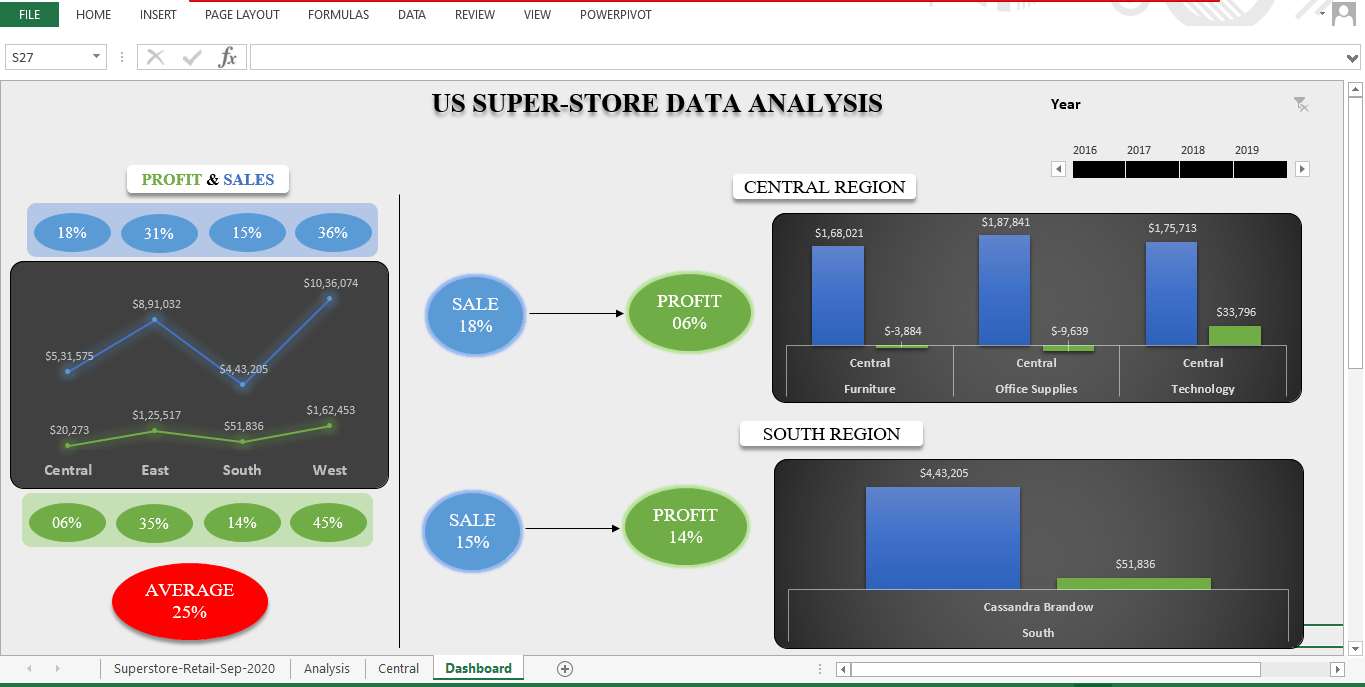 FILE HOME INSERT PAGE LAYOUT FORMULAS DATA REVIEW VIEW POWERPIVOT
S27 fx
US SUPER-STORE DATA ANALYSIS
Year
2016 2017 2018 2019
PROFIT & SALES
18% 31% 15% 36%
$10,36,074
$8,91,032
$5,31,575
$4,43,205
$1,62,453
$1,25,517
$51,836
$20,273
Central East South West
06% 35% 14% 45%
AVERAGE
25%
CENTRAL REGION
SALE
18%
PROFIT
06%
$1,68,021 $1,87,841 $1,75,713
$-3,884 $-9,639 $33,796
Central Central Central
Furniture Office Supplies Technology
SOUTH REGION
SALE
15%
PROFIT
14%
$4,43,205
$51,836
Cassandra Brandow
South
Superstore-Retail-Sep-2020 Analysis Central Dashboard